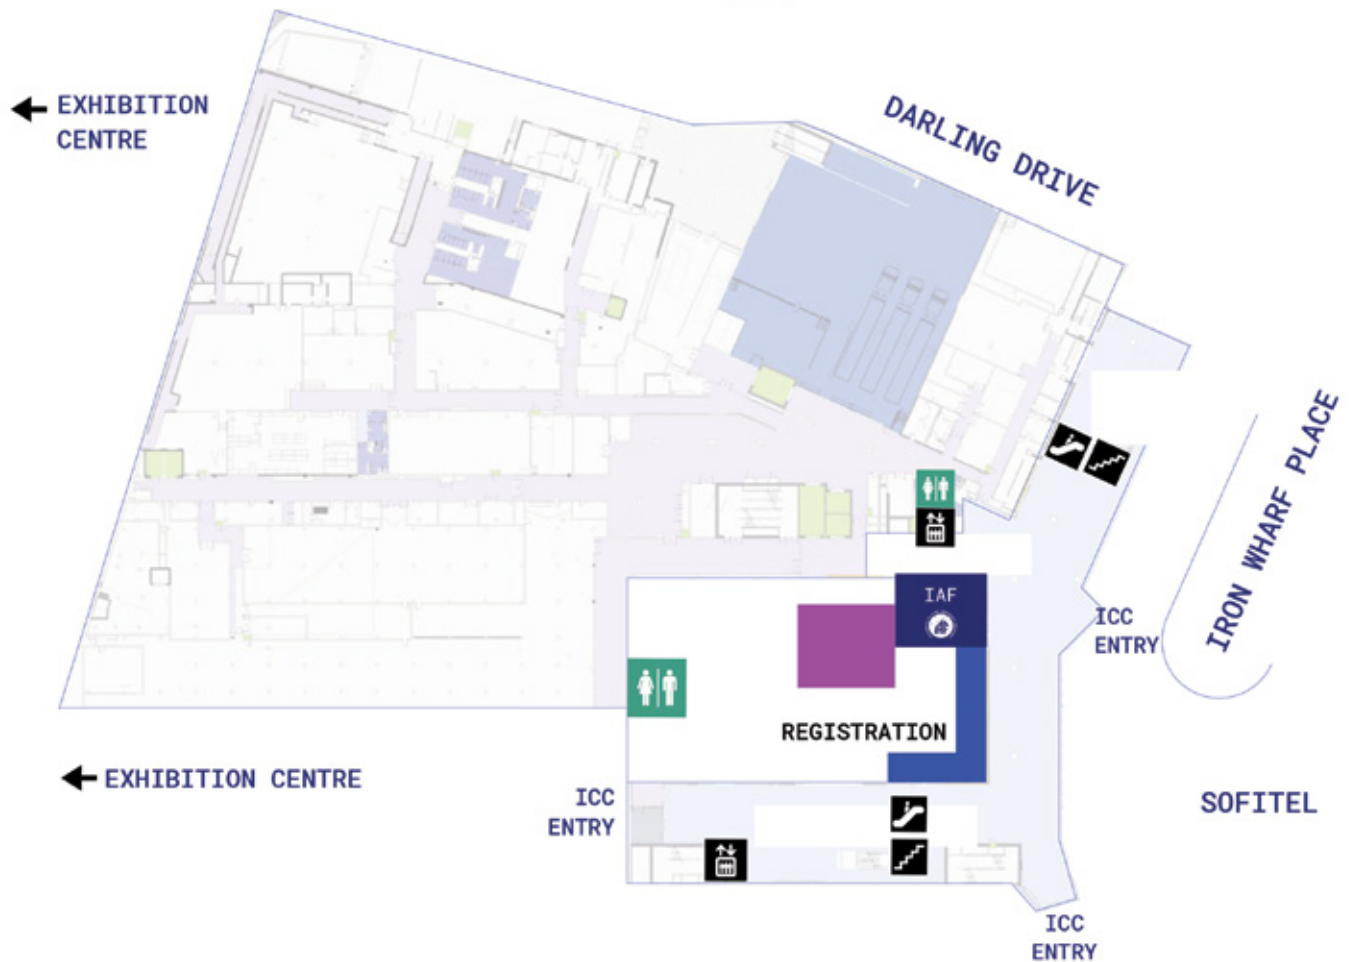 EXHIBITION
CENTRE
DARLING DRIVE
IRON WHARF PLACE
IAF
ICC
ENTRY
REGISTRATION
EXHIBITION CENTRE
ICC
ENTRY
SOFITEL
ICC
ENTRY